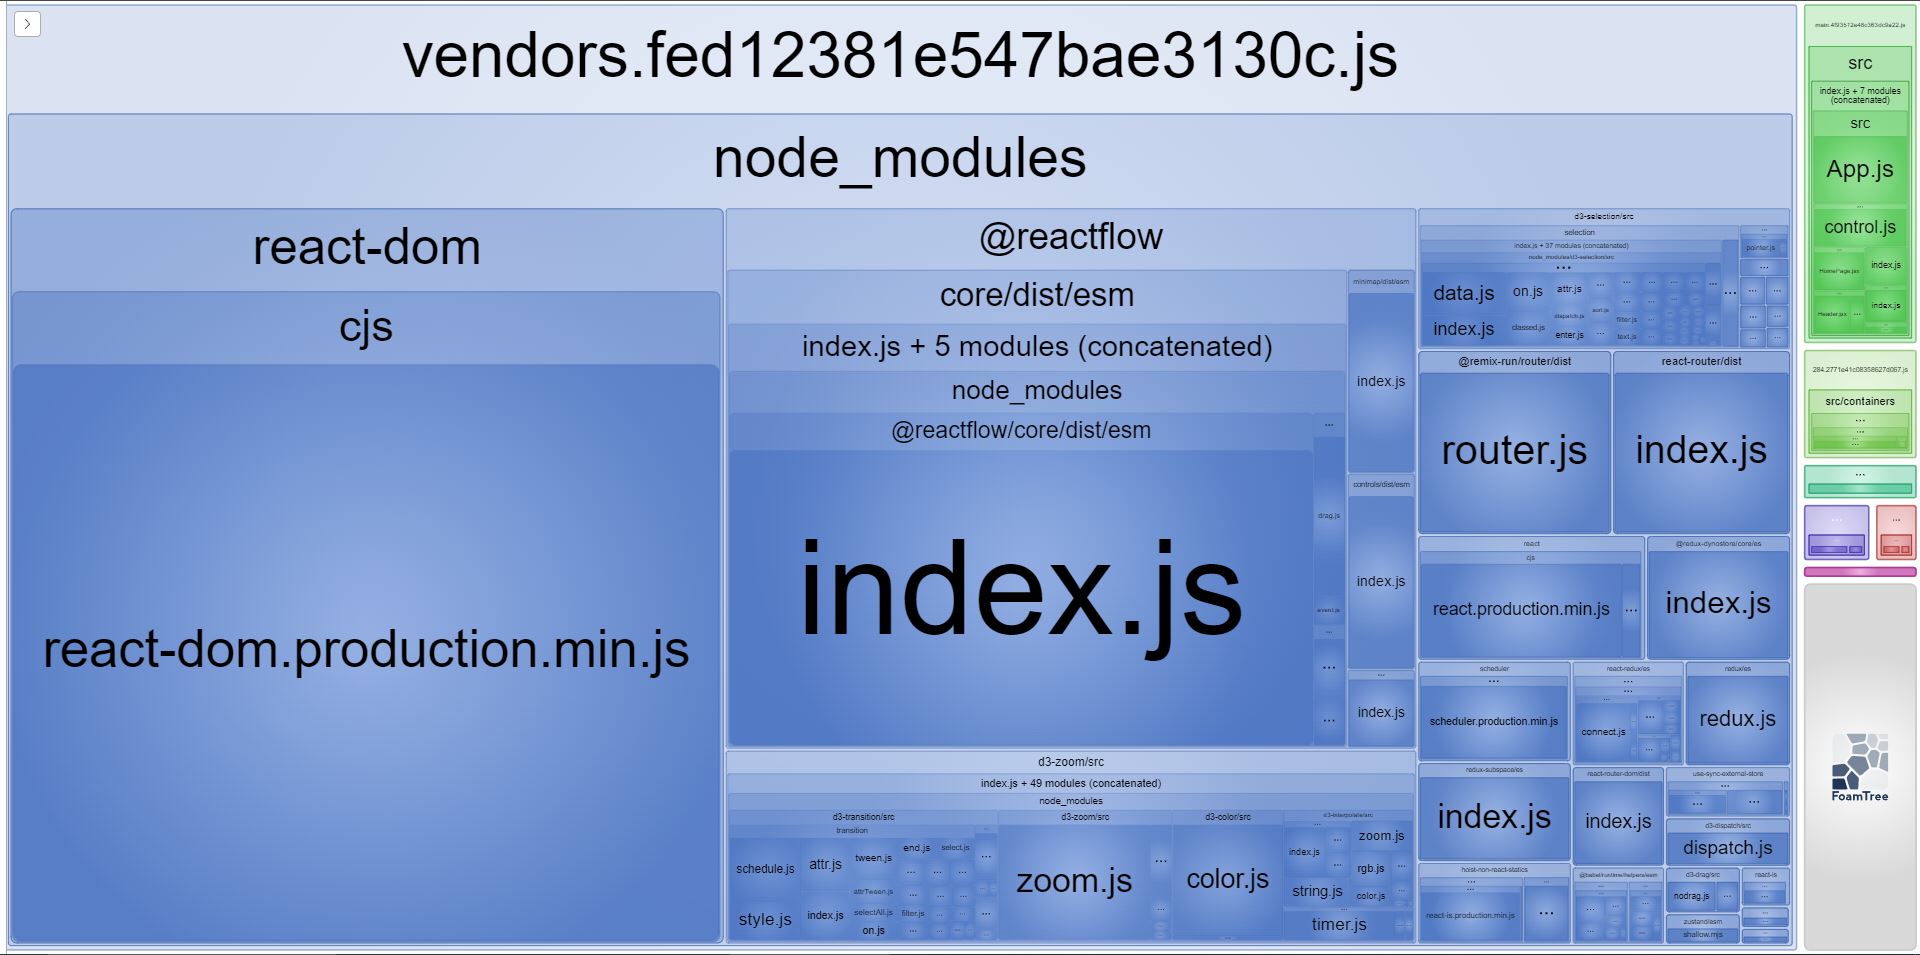 vendors.fed12381e547bae3130c.js
node_modules
react-dom
cjs
react-dom.production.min.js
@reactflow
core/dist/esm
index.js + 5 modules (concatenated)
node_modules
@reactflow/core/dist/esm
index.js
...
drag.js
event.js
...
...
...
minimap/dist/esm
index.js
controls/dist/esm
index.js
...
index.js
d3-zoom/src
index.js + 49 modules (concatenated)
node_modules
d3-transition/src
transition
schedule.js
attr.js
tween.js
end.js
select.js
...
attrTween.js
style.js
index.js
selectAll.js
filter.js
on.js
d3-zoom/src
zoom.js
...
...
d3-color/src
color.js
d3-interpolate/src
...
zoom.js
index.js
...
rgb.js
...
string.js
color.js
...
timer.js
d3-selection/src
selection
index.js + 37 modules (concatenated)
node_modules/d3-selection/src
...
data.js
on.js
attr.js
dispatch.js
sort.js
filter.js
index.js
classed.js
enter.js
text.js
...
pointer.js
...
@remix-run/router/dist
router.js
react-router/dist
index.js
react
cjs
react.production.min.js
...
@redux-dynostore/core/es
index.js
scheduler
...
scheduler.production.min.js
react-redux/es
...
...
connect.js
...
redux/es
redux.js
redux-subspace/es
index.js
react-router-dom/dist
index.js
use-sync-external-store
...
...
...
d3-dispatch/src
dispatch.js
hoist-non-react-statics
...
...
react-is.production.min.js
...
@babel/runtime/helpers/esm
...
d3-drag/src
nodrag.js
...
react-is
...
zustand/esm
shallow.mjs
src
index.js + 7 modules
(concatenated)
src
App.js
...
control.js
...
HomePage.jsx
index.js
Header.jsx
...
index.js
284.2771e41c08358627d067.js
src/containers
...
...
...
...
...
...
FoamTree